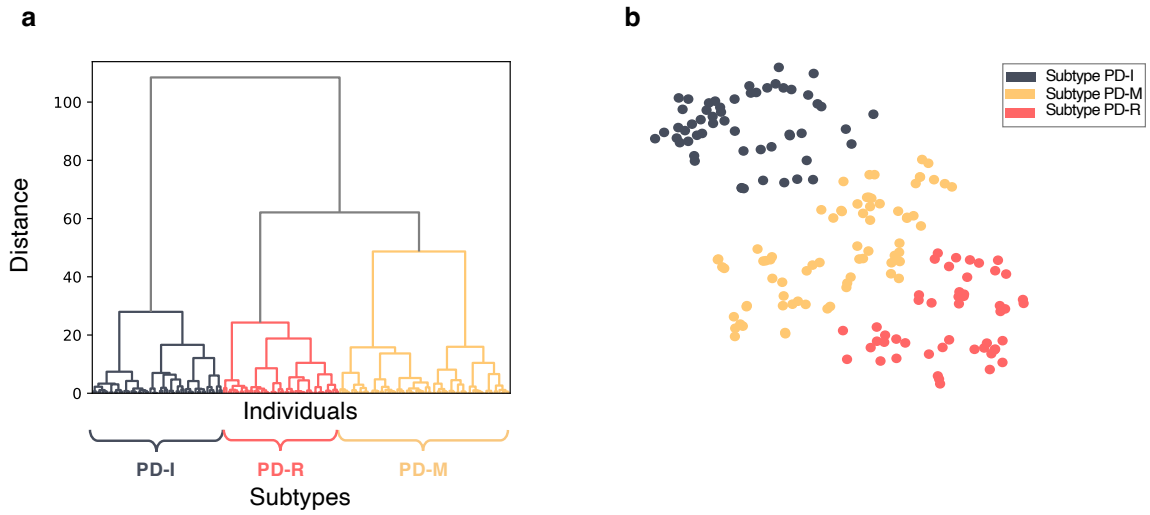 a
Distance
100
80
60
40
20
0
Individuals
PD-I
PD-R
PD-M
Subtypes
b
Subtype PD-I
Subtype PD-M
Subtype PD-R